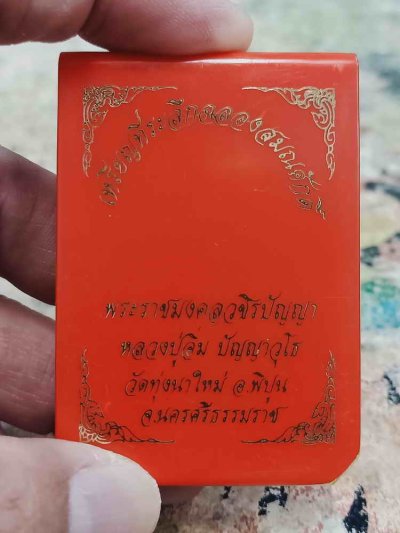 เหรียญที่ระลึกฉลองสมณศักดิ์
พระราชมงคลวชิรปัญญา
หลวงปู่จิ่ม ปัญญาวุโธ
วัดทุ่งนาใหม่ อ.พิปูน
จ.นครศรีธรรมราช